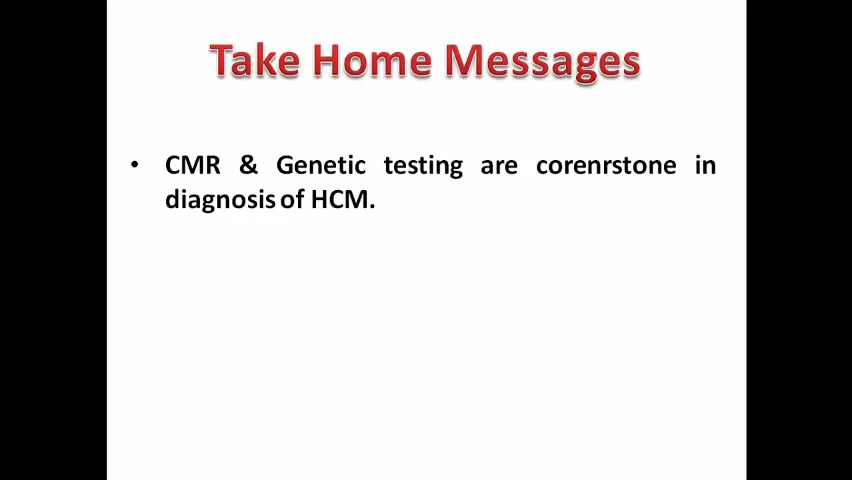 Take Home Messages
• CMR & Genetic testing are corenrstone in
diagnosis of HCM.